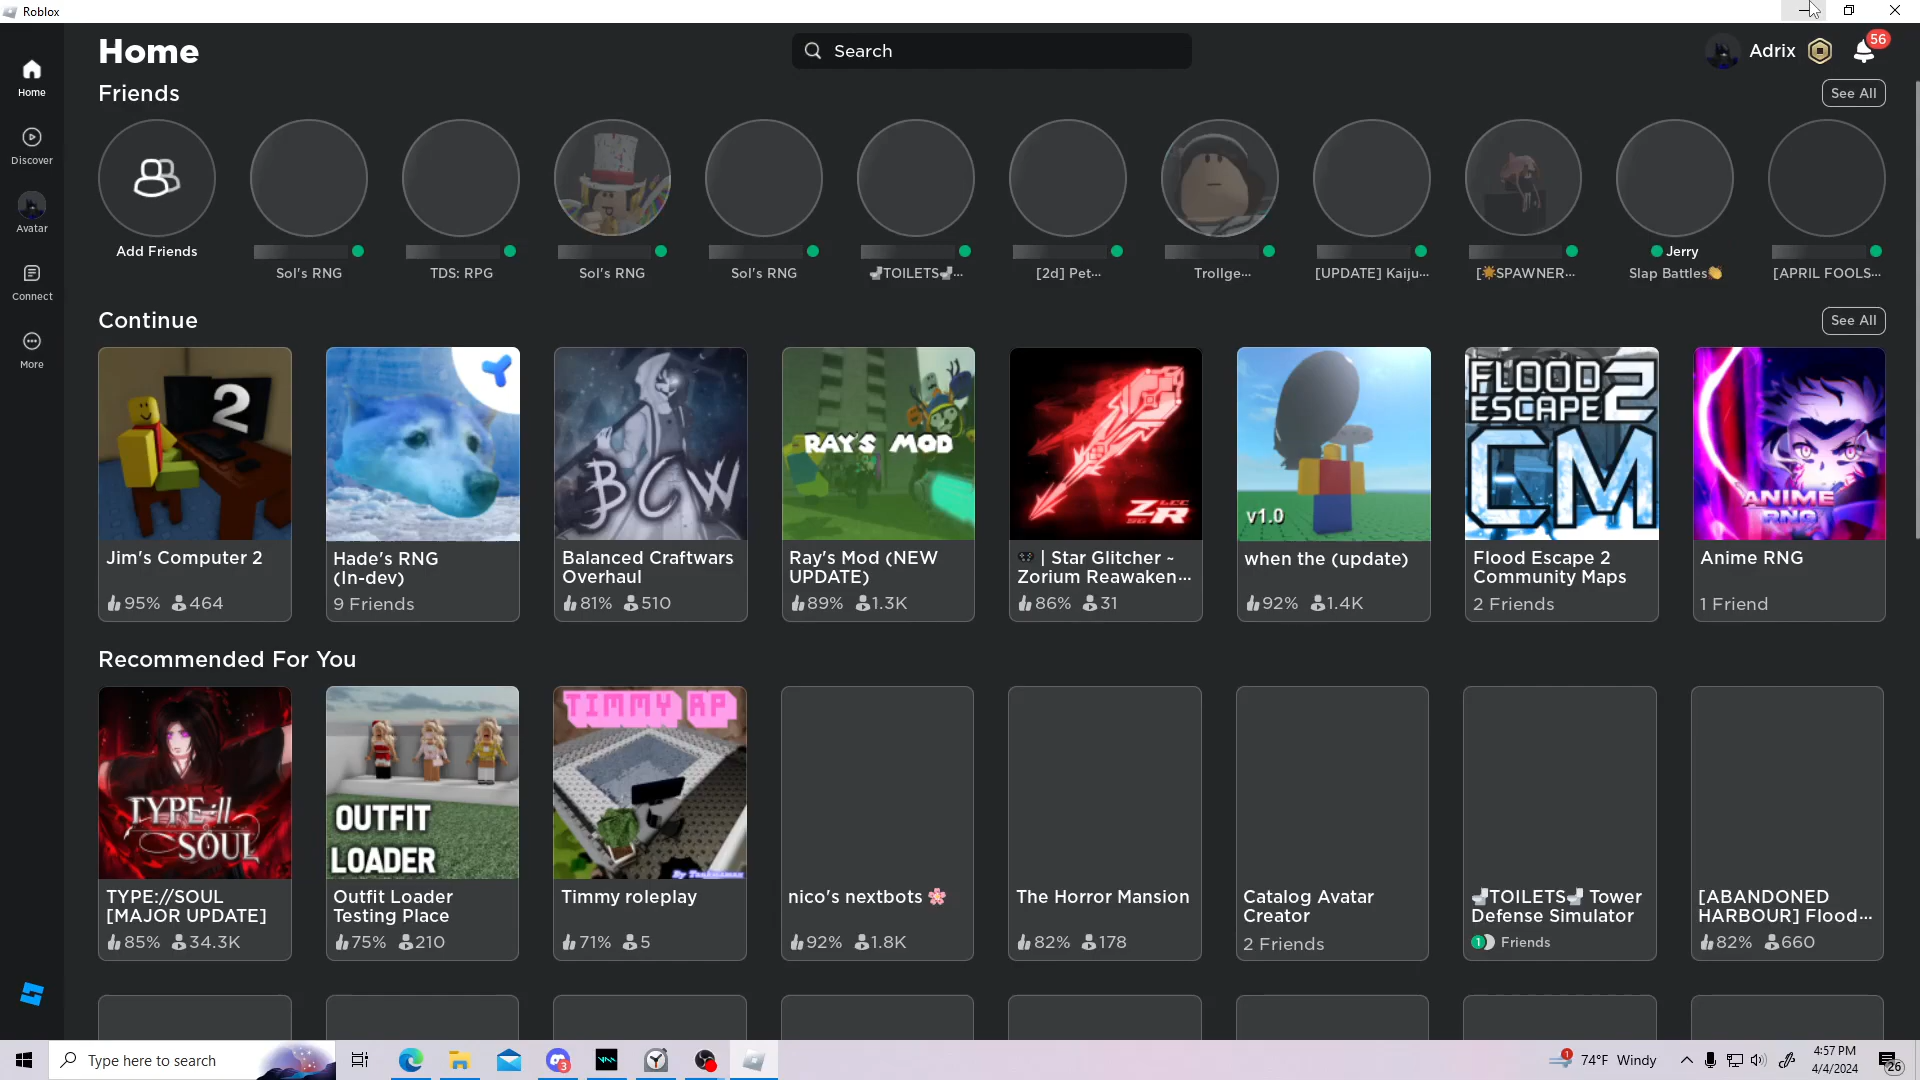 Roblox
Home
Search
Adrix
56
Home
Discover
Avatar
Connect
More
Friends
See All
Add Friends
Sol's RNG
TDS: RPG
Sol's RNG
Sol's RNG
🚽TOILETS🚽...
[2d] Pet...
Trollge...
[UPDATE] Kaiju...
[☀️SPAWNER...
Jerry
Slap Battles👏
[APRIL FOOLS...
Continue
See All
2
BCW
RAY'S MOD
ZR
v1.0
FLOOD
ESCAPE 2
CM
ANIME
RNG
Jim's Computer 2
95% 464
Hade's RNG
(In-dev)
9 Friends
Balanced Craftwars
Overhaul
81% 510
Ray's Mod (NEW
UPDATE)
89% 1.3K
🎮 | Star Glitcher ~
Zorium Reawaken...
86% 31
when the (update)
92% 1.4K
Flood Escape 2
Community Maps
2 Friends
Anime RNG
1 Friend
Recommended For You
TYPE://
SOUL
OUTFIT
LOADER
TIMMY RP
TYPE://SOUL
[MAJOR UPDATE]
85% 34.3K
Outfit Loader
Testing Place
75% 210
Timmy roleplay
71% 5
nico's nextbots 🌸
92% 1.8K
The Horror Mansion
82% 178
Catalog Avatar
Creator
2 Friends
🚽TOILETS🚽 Tower
Defense Simulator
1 Friends
[ABANDONED
HARBOUR] Flood...
82% 660
Type here to search
3
1
74°F Windy
4:57 PM
4/4/2024
26